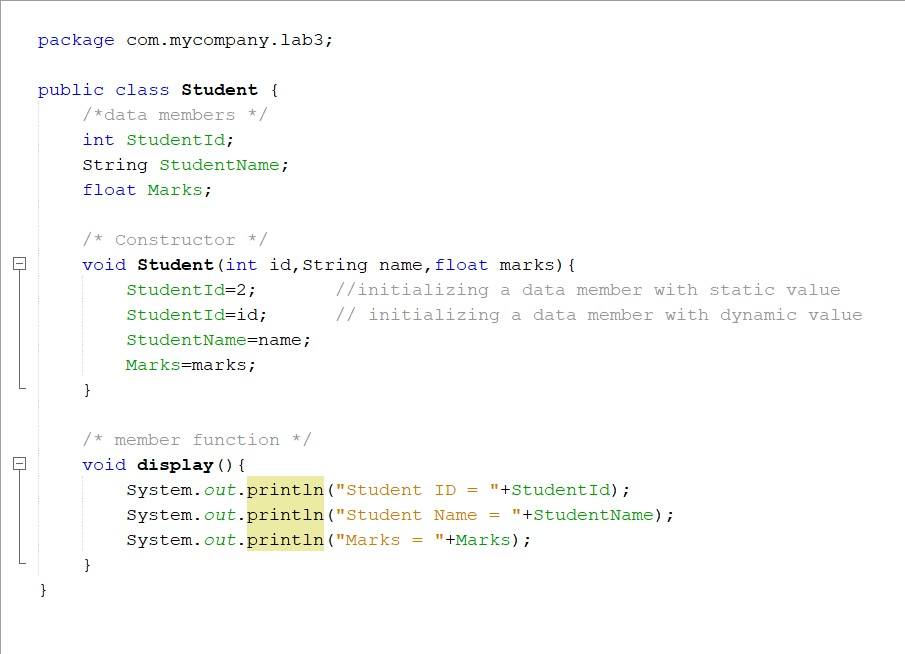 package com.mycompany.lab3;
public class Student {
/*data members */
int StudentId;
String StudentName;
float Marks;
/* Constructor */
void Student(int id,String name,float marks){
StudentId=2; //initializing a data member with static value
StudentId=id; // initializing a data member with dynamic value
StudentName=name;
Marks=marks;
}
/* member function */
void display(){
System.out.println("Student ID = "+StudentId);
System.out.println("Student Name = "+StudentName);
System.out.println("Marks = "+Marks);
}
}